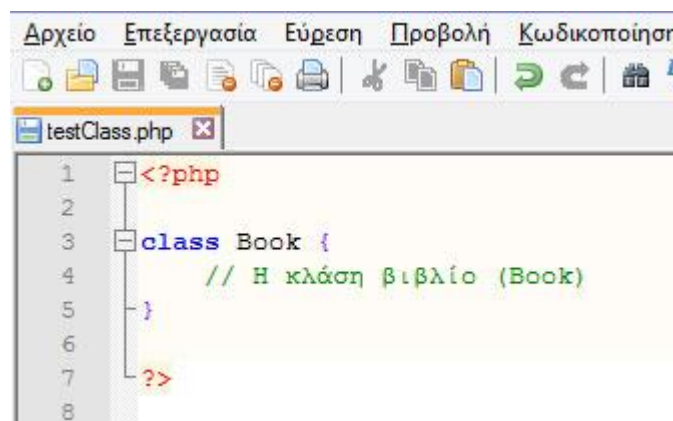 Αρχείο Επεξεργασία Εύρεση Προβολή Κωδικοποίηση
testClass.php
1 <?php
2
3 class Book {
4 // Η κλάση βιβλίο (Book)
5 }
6
7 ?>
8